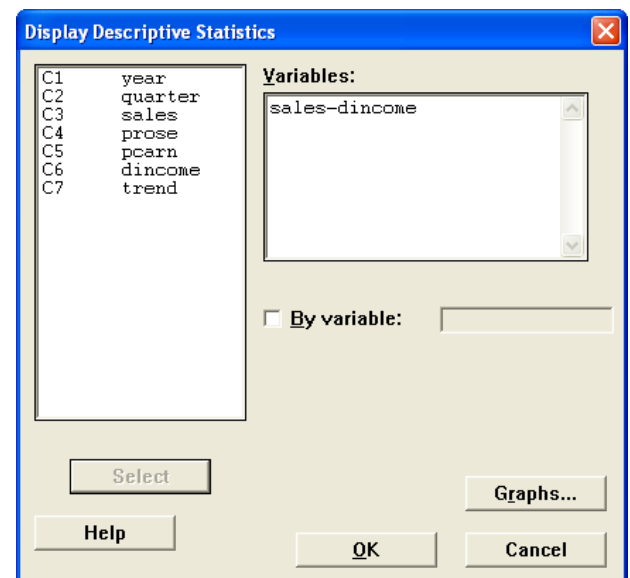 Display Descriptive Statistics
C1 year
C2 quarter
C3 sales
C4 prose
C5 pcarn
C6 dincome
C7 trend
Variables:
sales-dincome
By variable:
Select
Graphs...
Help
OK
Cancel